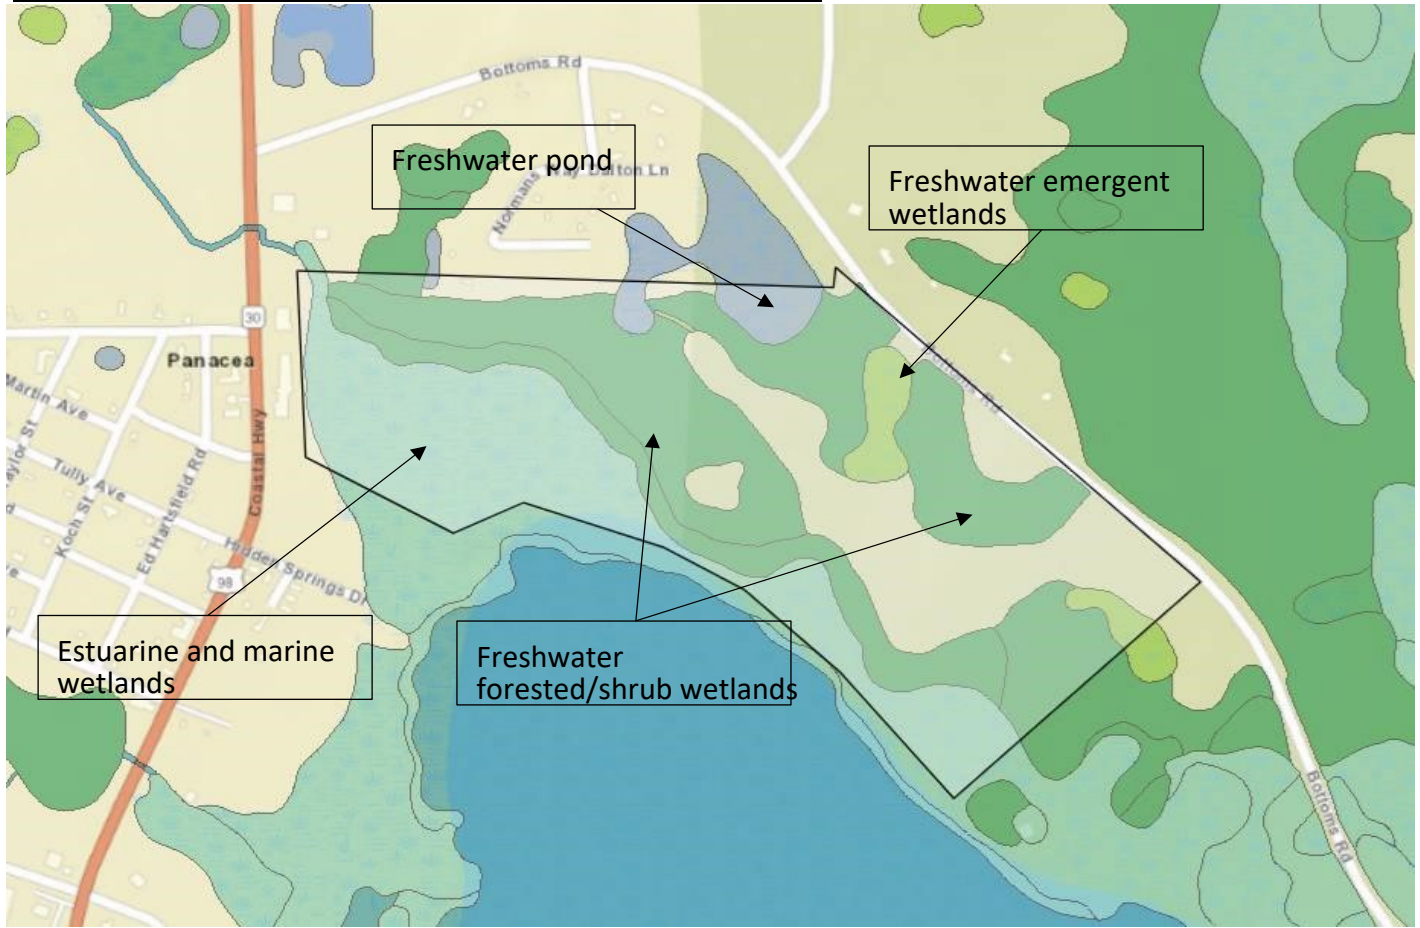 Bottoms Rd
Freshwater pond
Way Dalton Ln
Normans
Freshwater emergent
wetlands
30
Panacea
Bottoms Rd
Martin Ave
Taylor St
Coastal Hwy
Tully Ave
Koch St
Ed Hartsfield Rd
Hidden Springs Dr
98
Estuarine and marine
wetlands
Freshwater
forested/shrub wetlands
Bottoms Rd